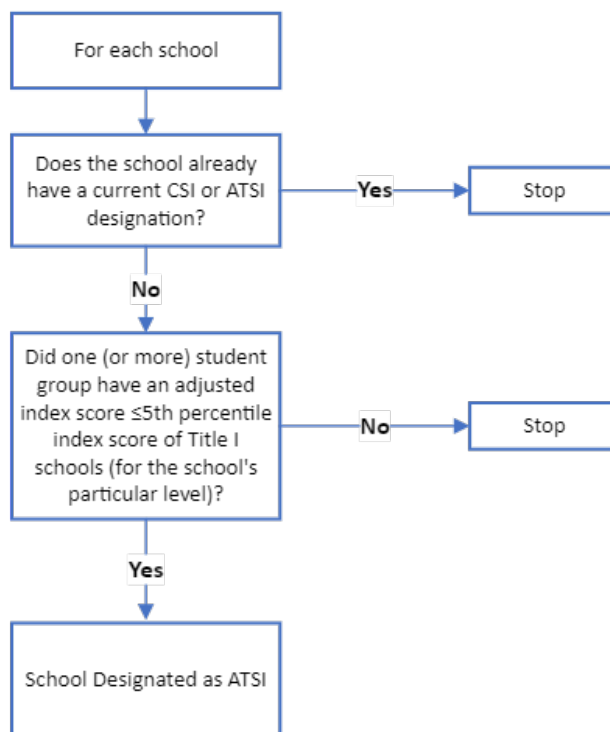 For each school
Does the school already
have a current CSI or ATSI
designation?
Yes
Stop
No
Did one (or more) student
group have an adjusted
index score ≤5th percentile
index score of Title I
schools (for the school's
particular level)?
No
Stop
Yes
School Designated as ATSI